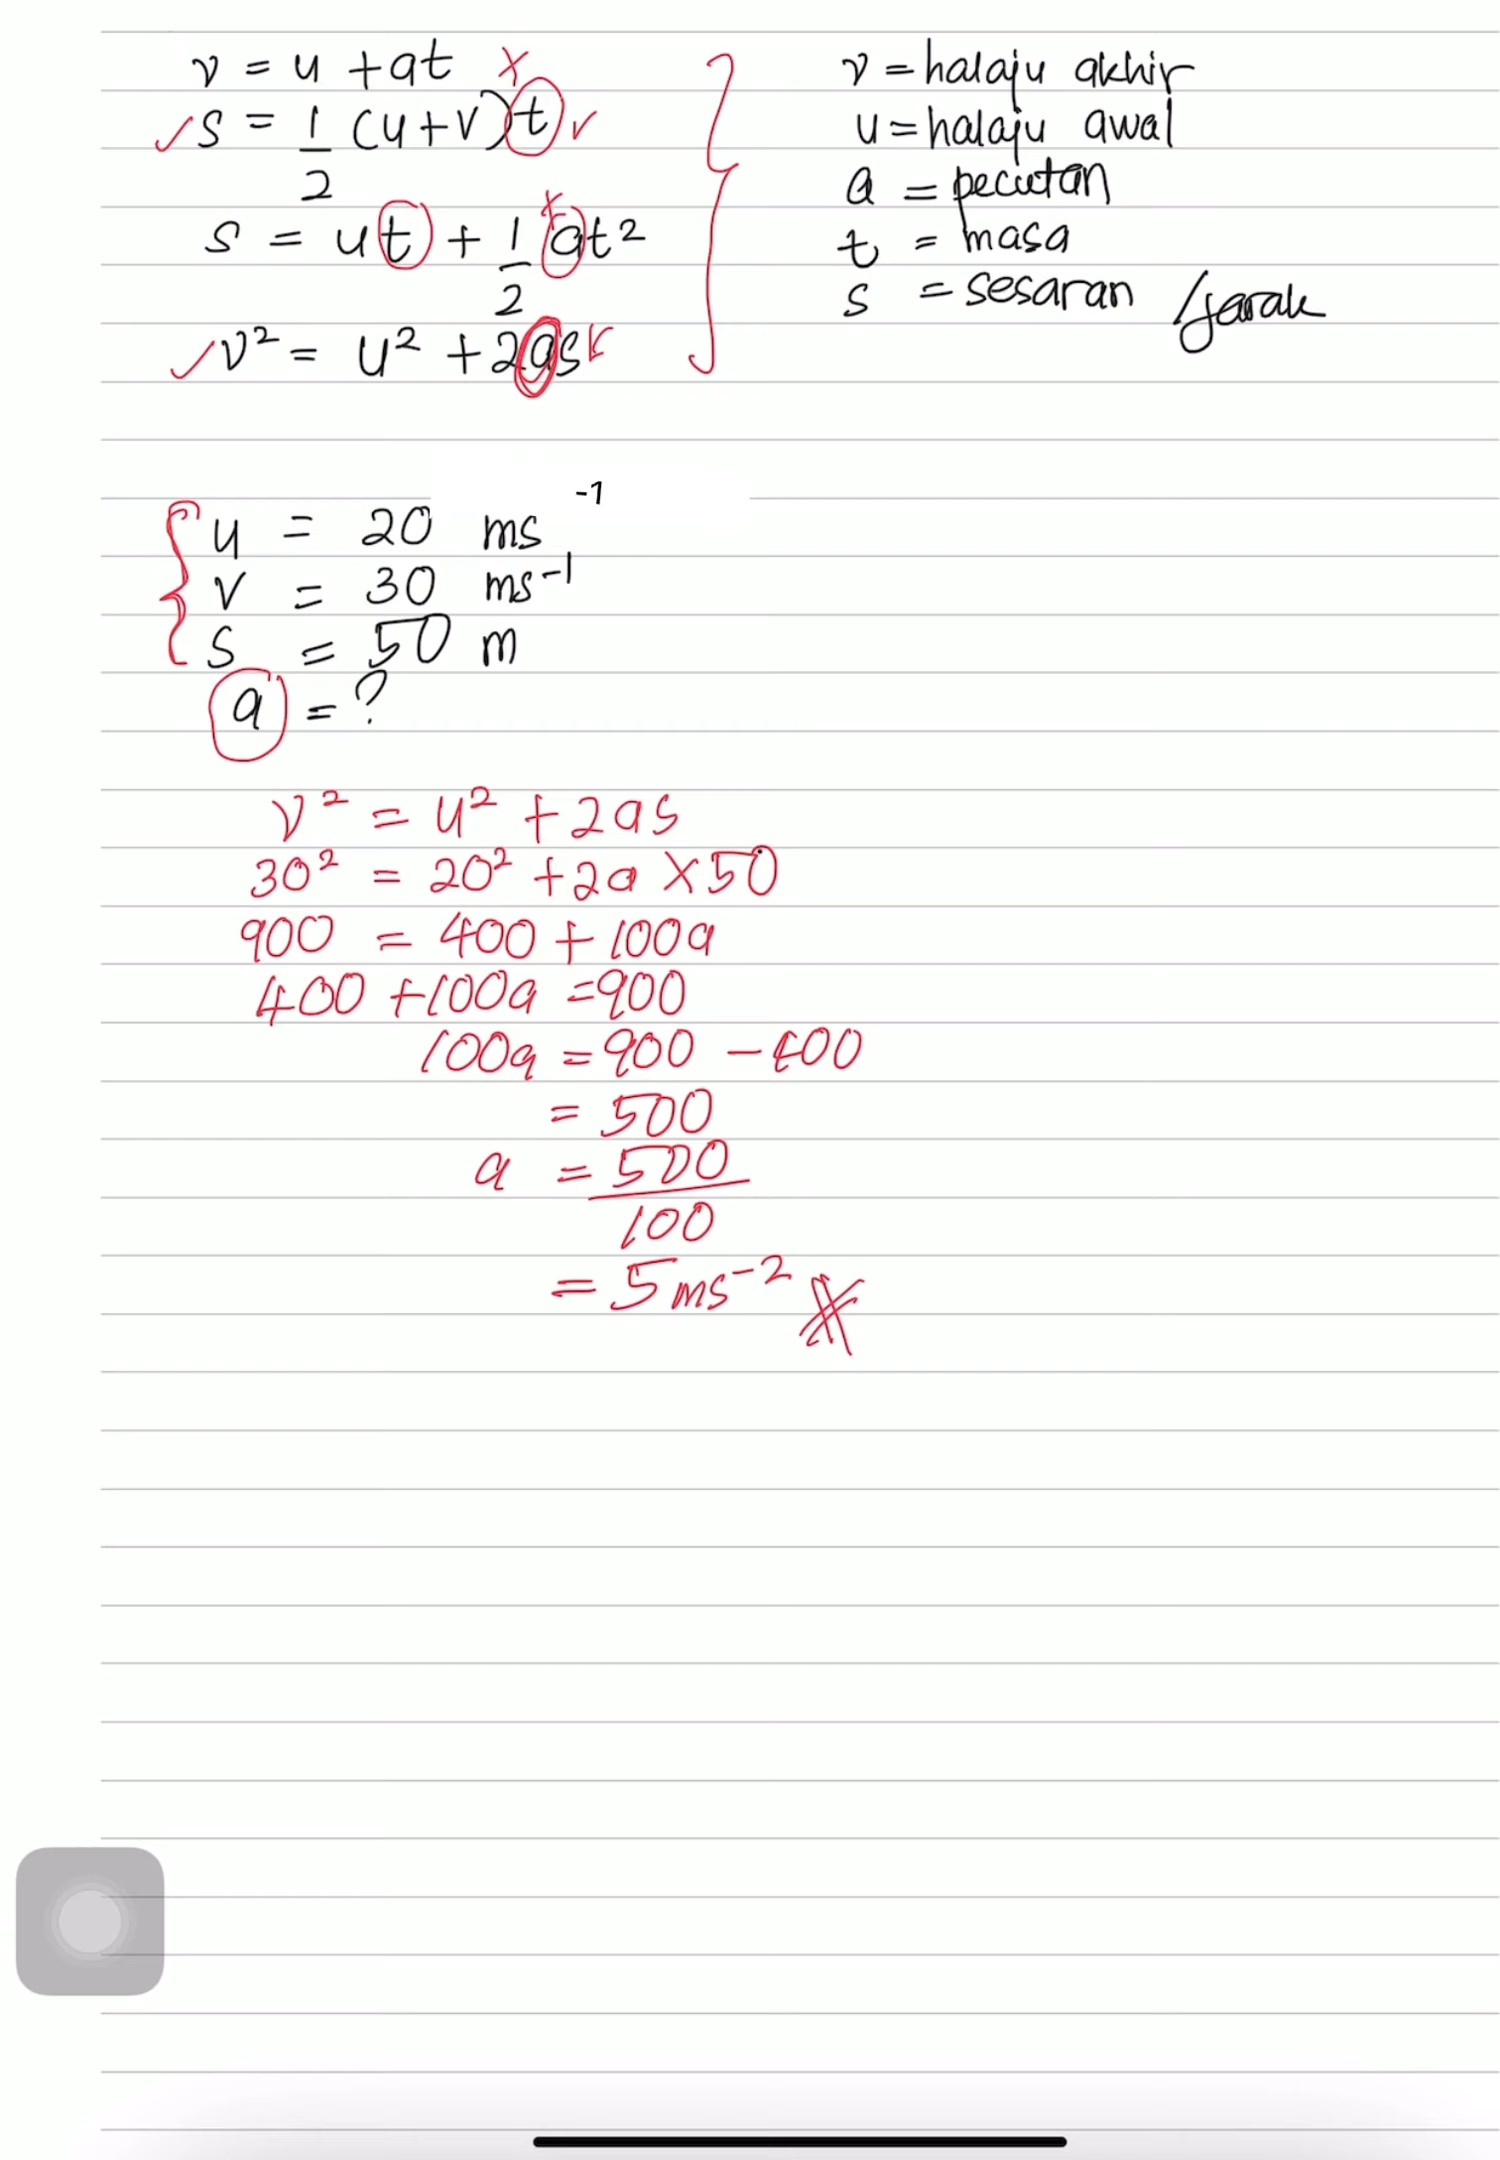 v = u + at x
✓ s = 1/2 (u+v)t ✓
s = ut + 1/2 at² x
✓ v² = u² + 2as ✓
v = halaju akhir
u = halaju awal
a = pecutan
t = masa
s = sesaran /jarak
u = 20 ms -1
v = 30 ms-1
s = 50 m
a = ?
v² = u² + 2as
30² = 20² + 2a x 50
900 = 400 + 100a
400 + 100a = 900
100a = 900 - 400
= 500
a = 500/100
= 5 ms-2